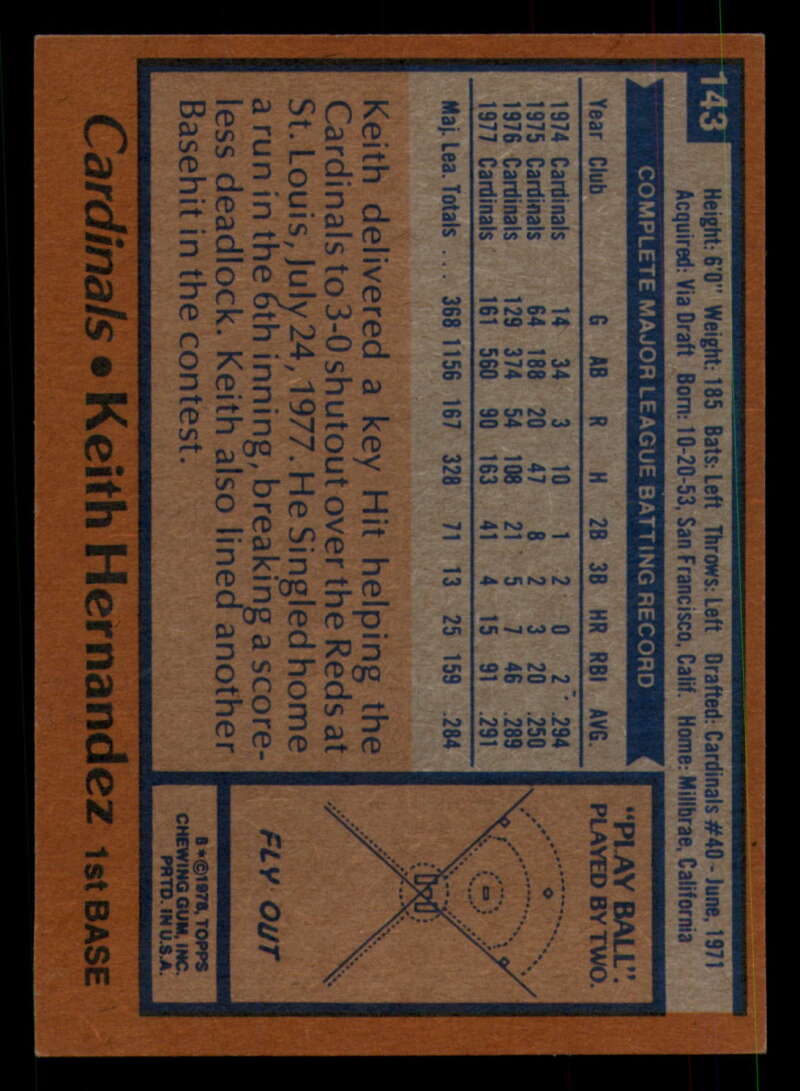 143
Height: 6'0" Weight: 185 Bats: Left Throws: Left Drafted: Cardinals #40 - June, 1971
Acquired: Via Draft Born: 10-20-53, San Francisco, Calif. Home: Millbrae, California
COMPLETE MAJOR LEAGUE BATTING RECORD
Year Club G AB R H 2B 3B HR RBI AVG.
1974 Cardinals 14 34 3 10 1 2 0 2 .294
1975 Cardinals 64 188 20 47 8 2 3 20 .250
1976 Cardinals 129 374 54 108 21 5 7 46 .289
1977 Cardinals 161 560 90 163 41 4 15 91 .291
Maj. Lea. Totals ... 368 1156 167 328 71 13 25 159 .284
Keith delivered a key Hit helping the
Cardinals to 3-0 shutout over the Reds at
St. Louis, July 24, 1977. He Singled home
a run in the 6th inning, breaking a score-
less deadlock. Keith also lined another
Basehit in the contest.
"PLAY BALL".
PLAYED BY TWO.
FLY OUT
B*©1978, TOPPS
CHEWING GUM, INC.
PRTD. IN U.S.A.
Cardinals • Keith Hernandez 1st BASE